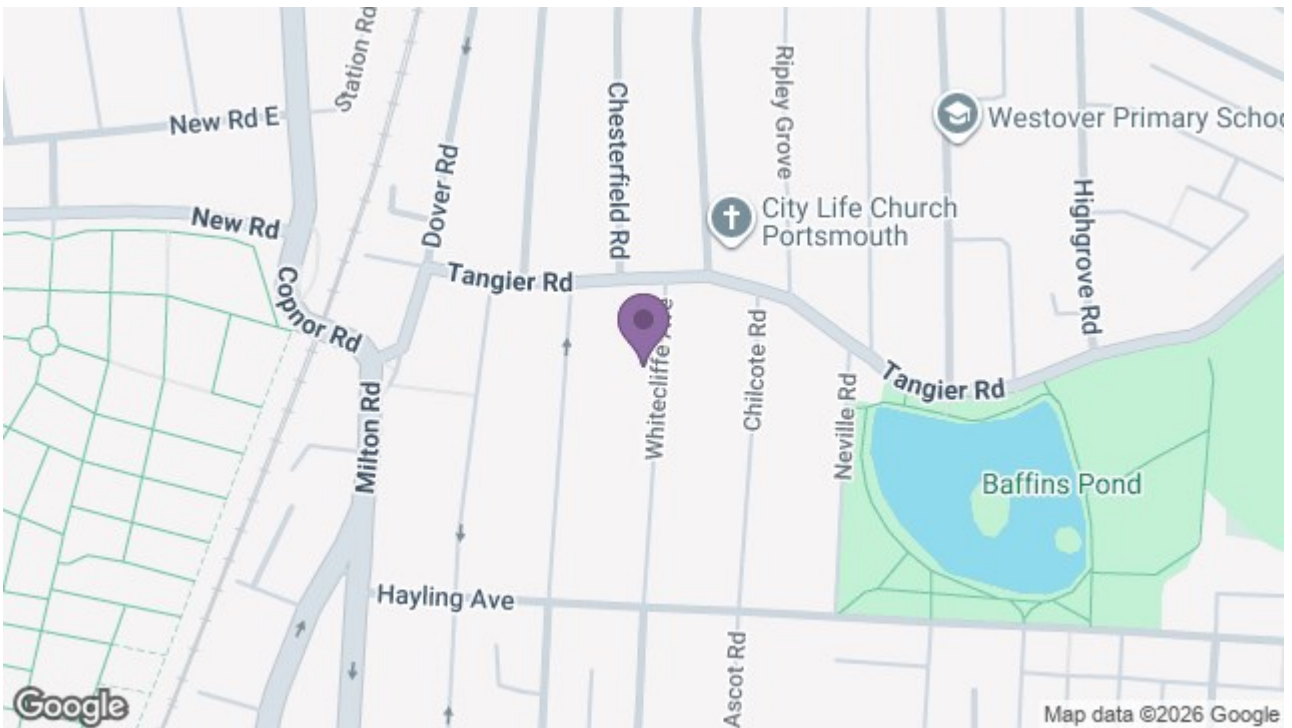 Station Rd
New Rd E
Dover Rd
Chesterfield Rd
Ripley Grove
Westover Primary Schoo
City Life Church
Portsmouth
Highgrove Rd
New Rd
Tangier Rd
Copnor Rd
Whitecliffe Ave
Chilcote Rd
Neville Rd
Tangier Rd
Milton Rd
Baffins Pond
Hayling Ave
Ascot Rd
Google
Map data ©2026 Google